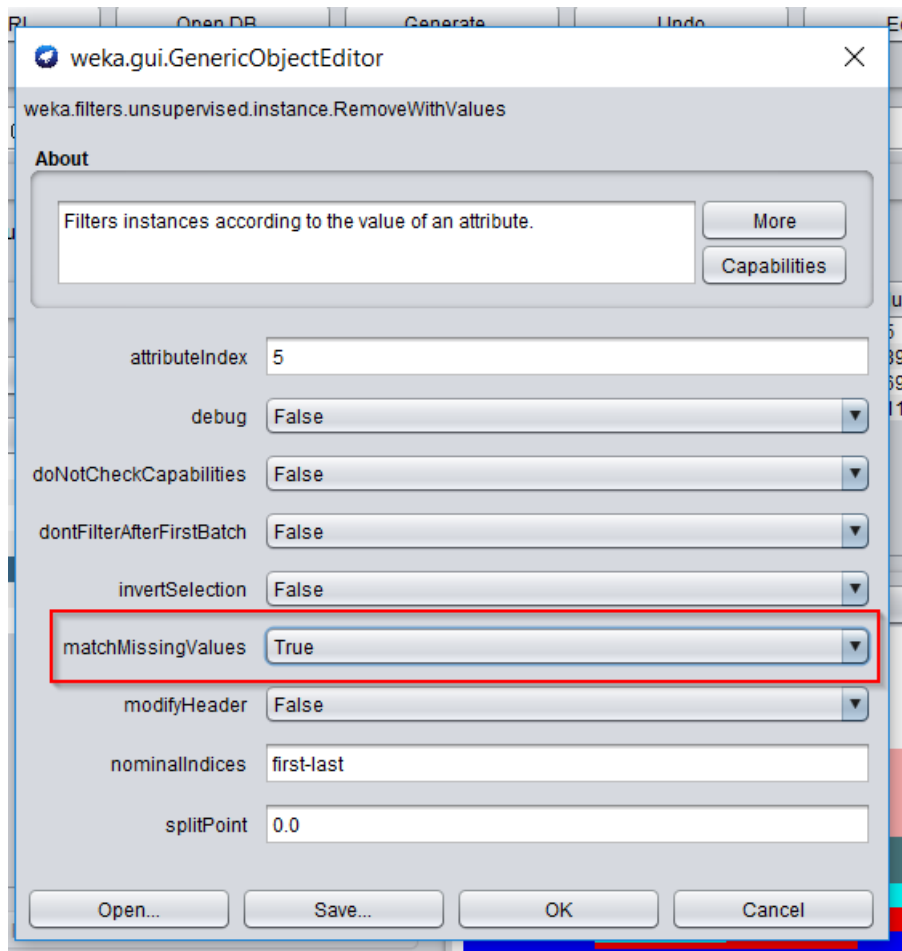 Open DB
Generate
Undo
weka.gui.GenericObjectEditor
weka.filters.unsupervised.instance.RemoveWithValues
About
Filters instances according to the value of an attribute.
More
Capabilities
attributeIndex 5
debug False
doNotCheckCapabilities False
dontFilterAfterFirstBatch False
invertSelection False
matchMissingValues True
modifyHeader False
nominalIndices first-last
splitPoint 0.0
Open... Save... OK Cancel